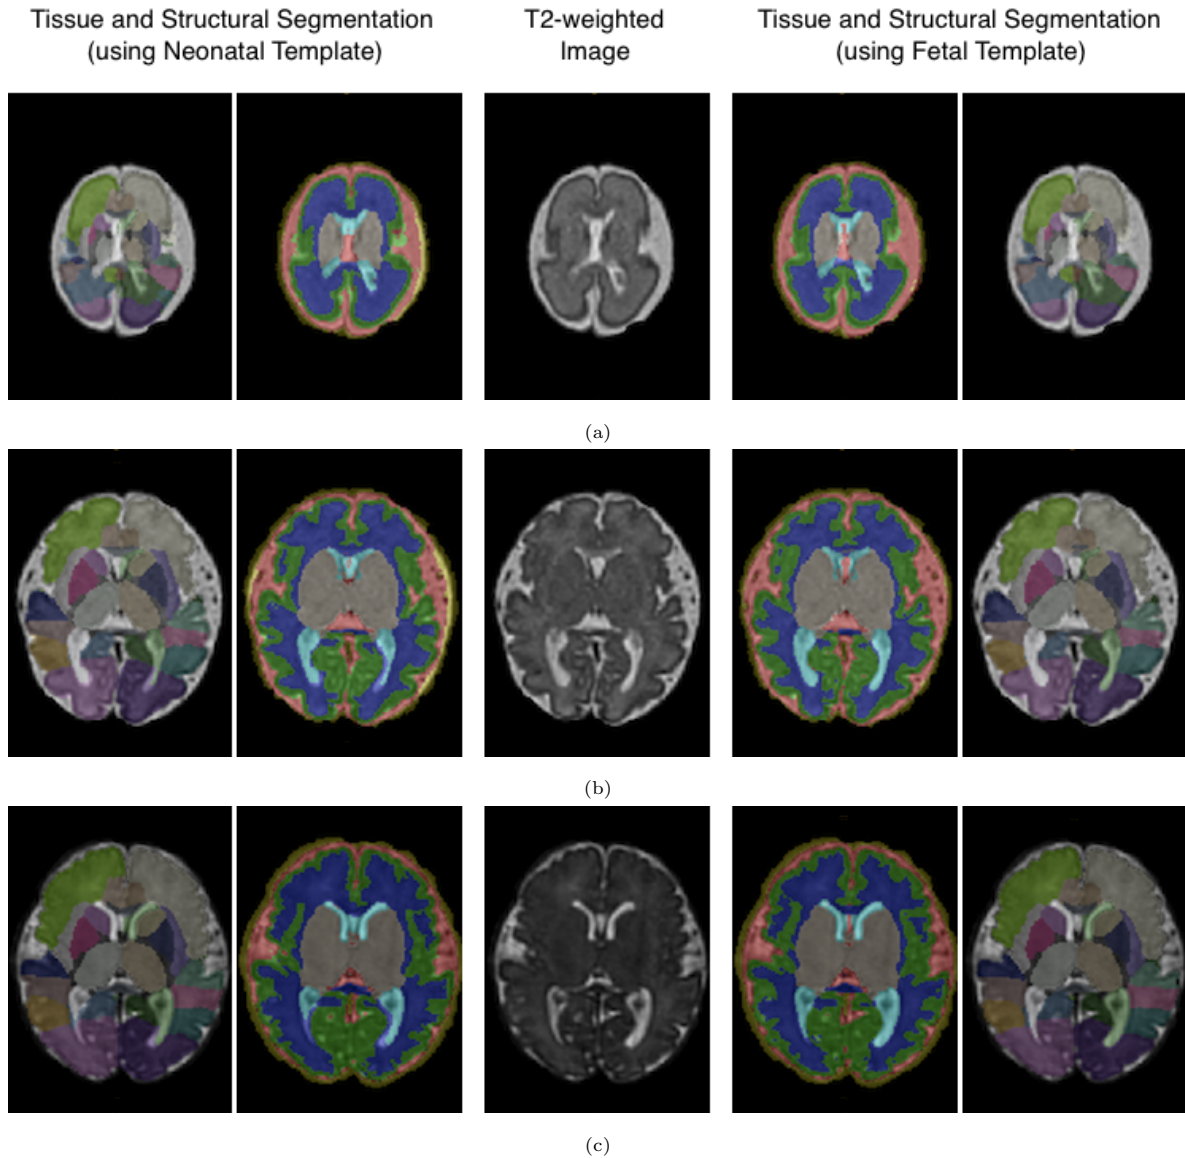 Tissue and Structural Segmentation
(using Neonatal Template)
T2-weighted
Image
Tissue and Structural Segmentation
(using Fetal Template)
(a)
(b)
(c)